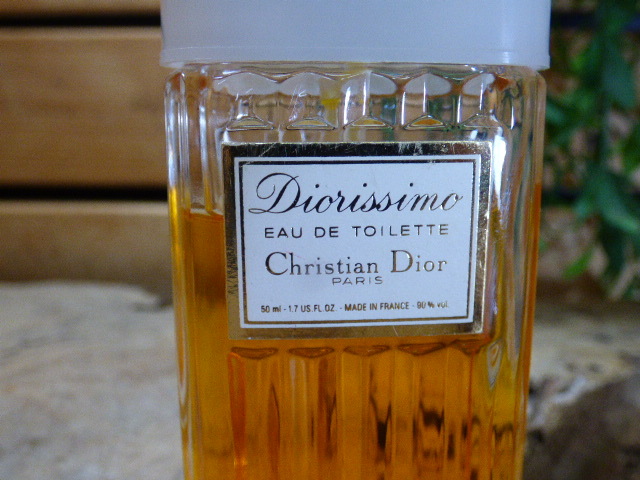 Diorissimo
EAU DE TOILETTE
Christian Dior
PARIS
50 ml - 1.7 US. FL OZ. - MADE IN FRANCE - 90 % vol.